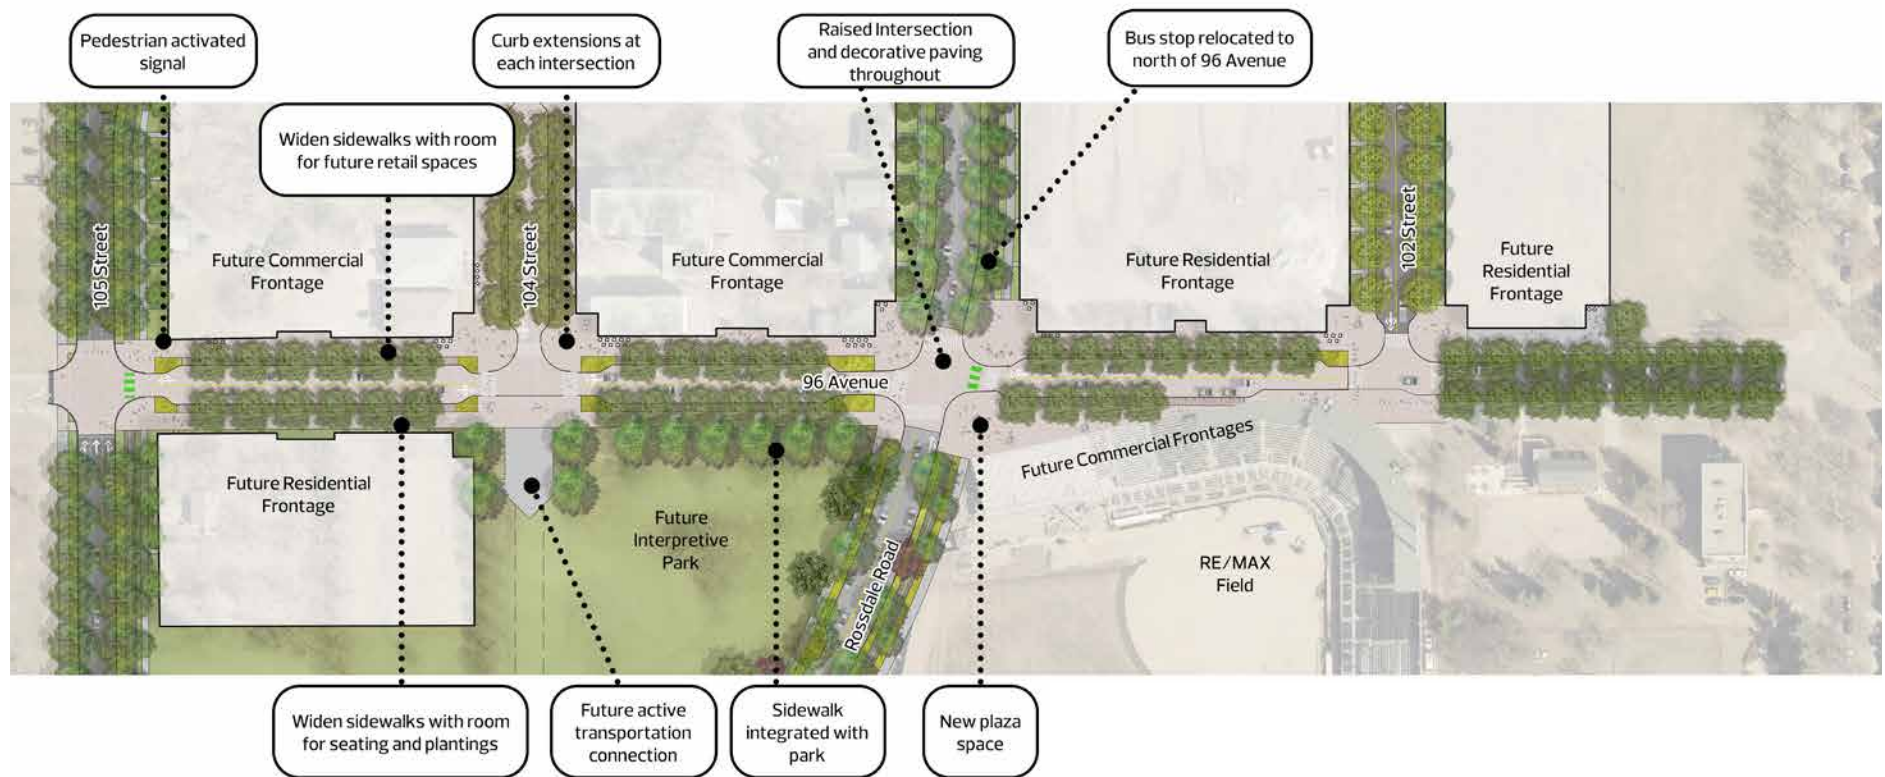 Pedestrian activated
signal
Curb extensions at
each intersection
Raised Intersection
and decorative paving
throughout
Bus stop relocated to
north of 96 Avenue
Widen sidewalks with room
for future retail spaces
105 Street
Future Commercial
Frontage
104 Street
Future Commercial
Frontage
Future Residential
Frontage
102 Street
Future
Residential
Frontage
96 Avenue
Future Residential
Frontage
Future
Interpretive
Park
Rossdale Road
Future Commercial Frontages
RE/MAX
Field
Widen sidewalks with room
for seating and plantings
Future active
transportation
connection
Sidewalk
integrated with
park
New plaza
space